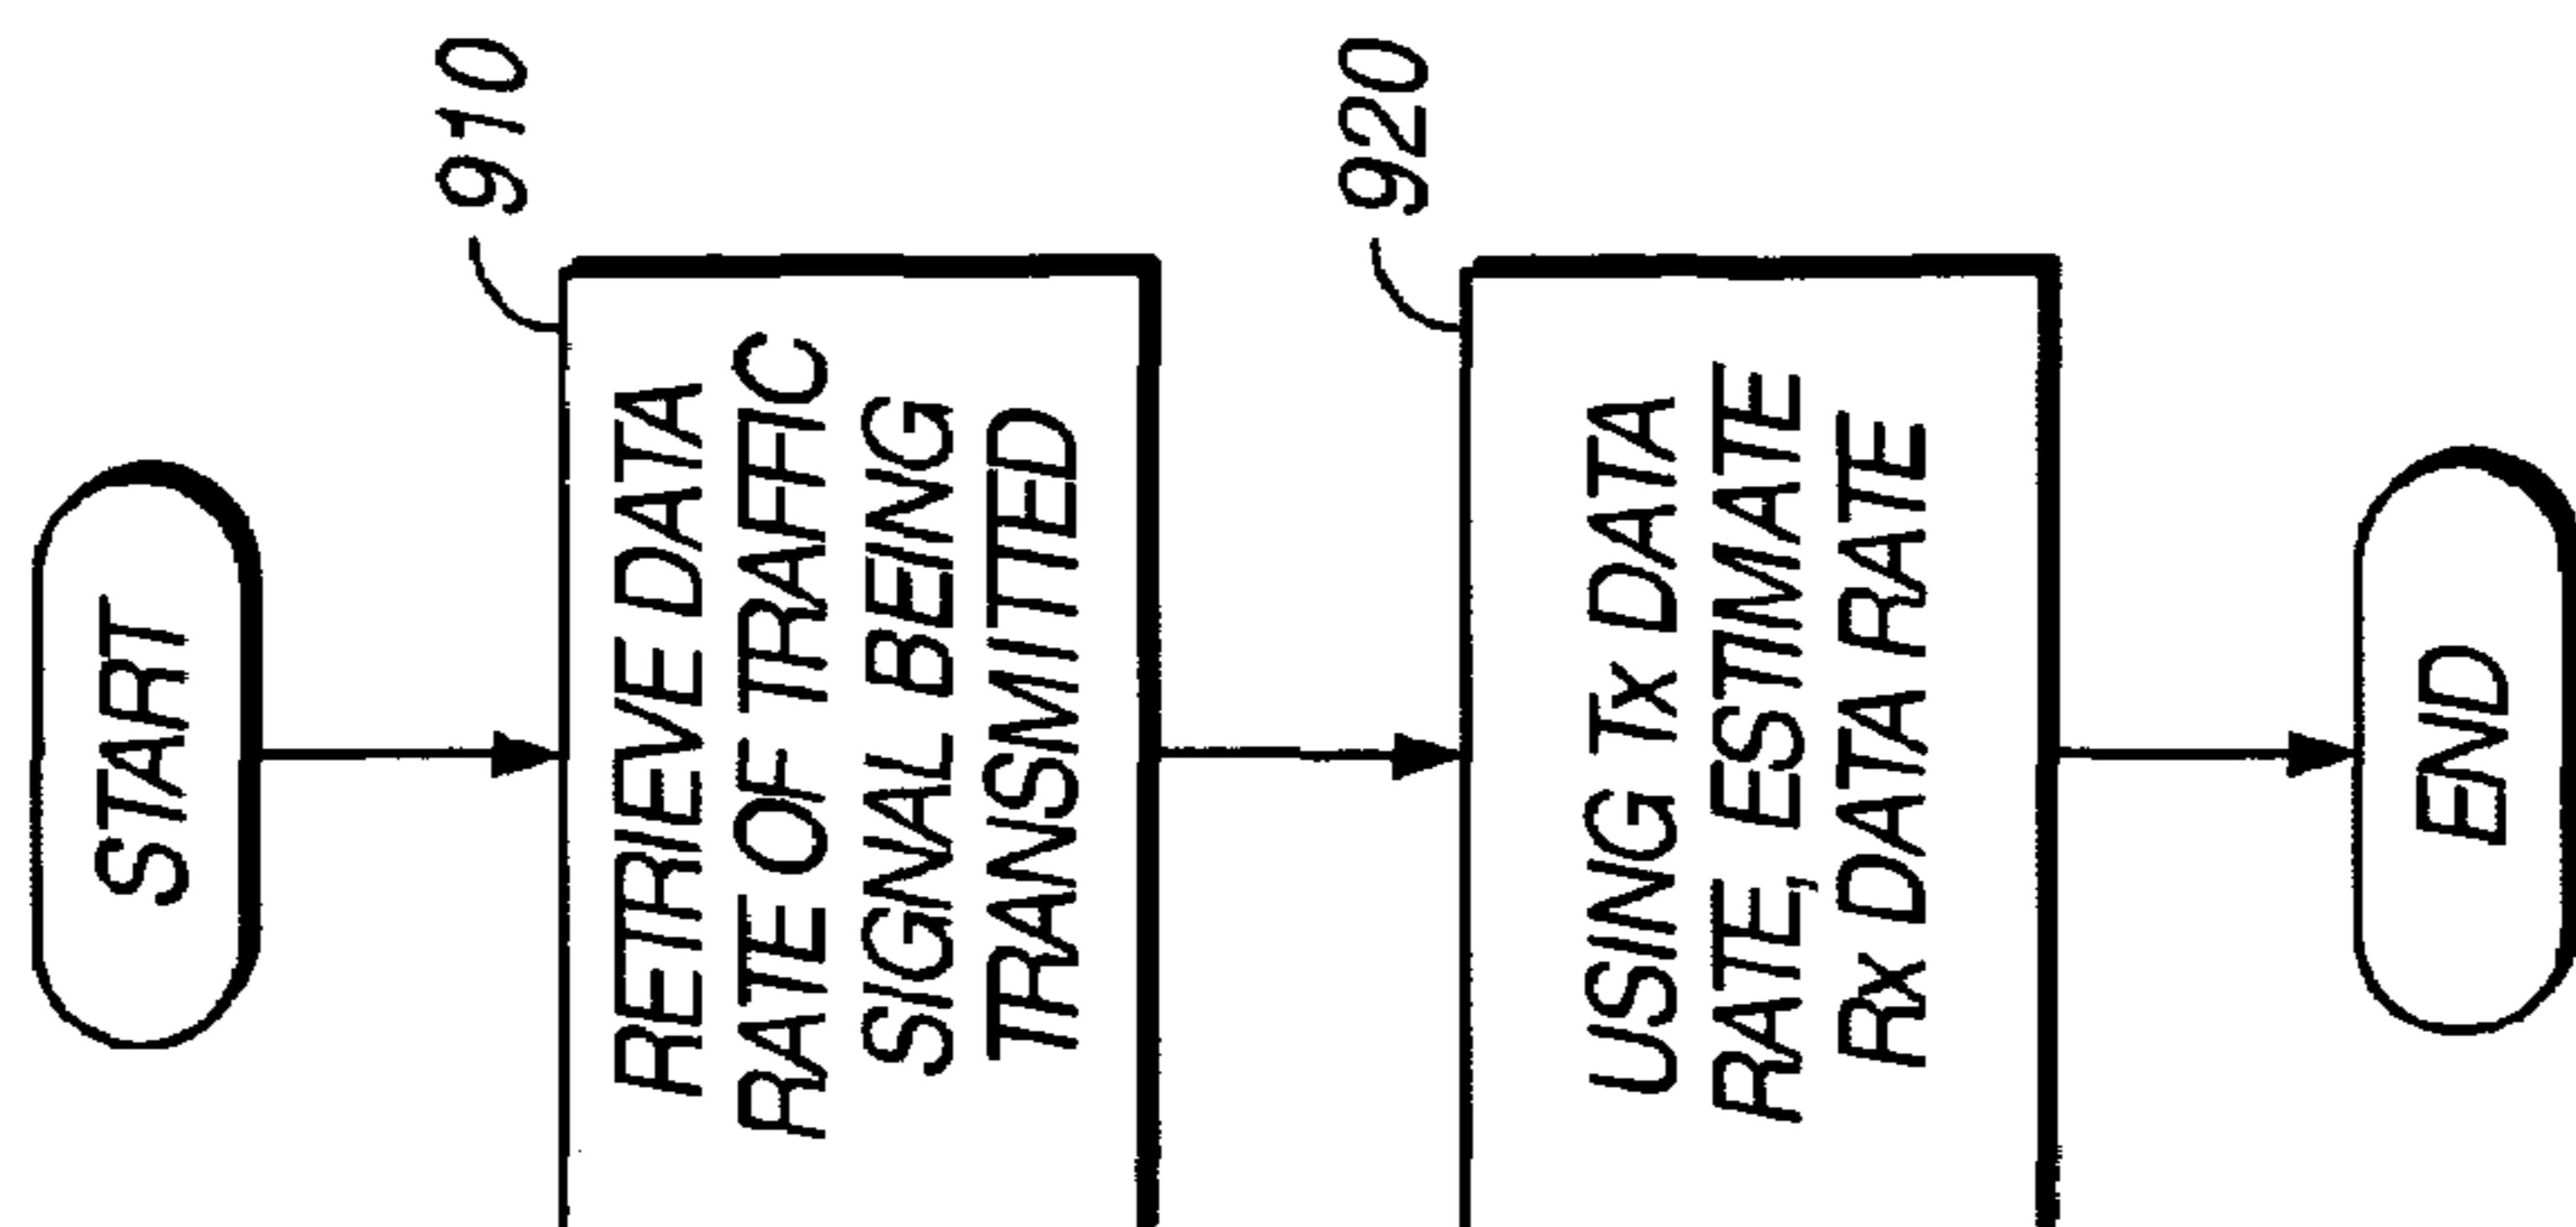 START
910
RETRIEVE DATA
RATE OF TRAFFIC
SIGNAL BEING
TRANSMITTED
920
USING Tx DATA
RATE, ESTIMATE
Rx DATA RATE
END